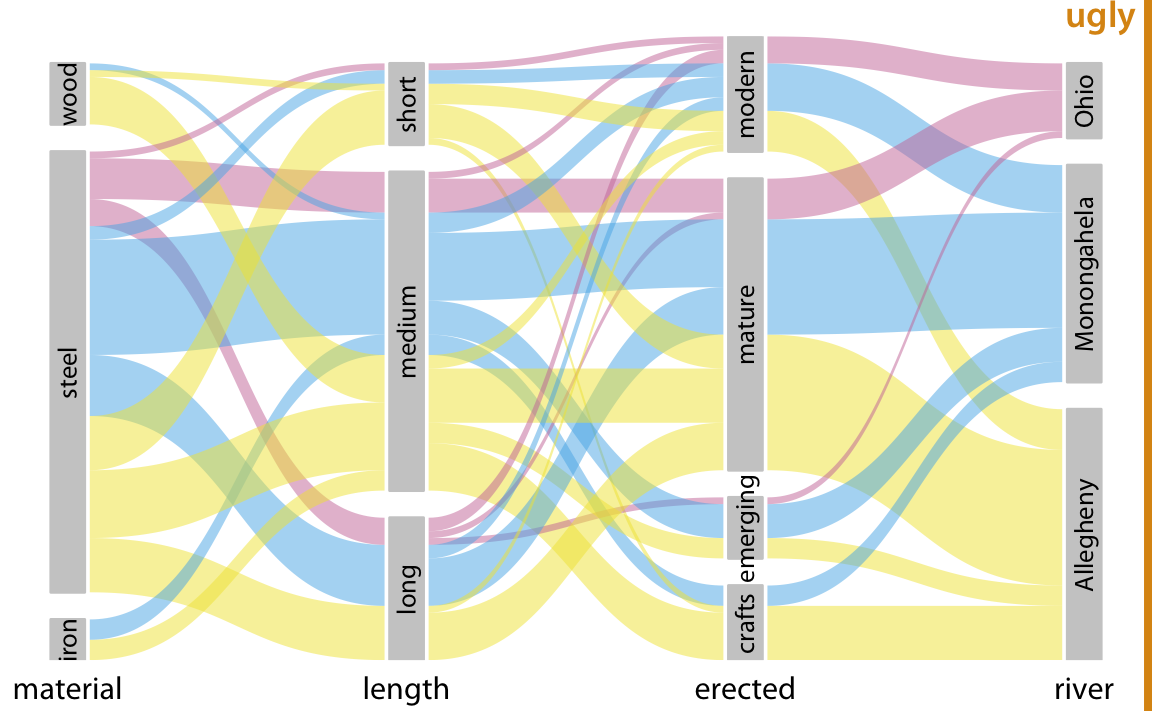 ugly
wood
steel
iron
short
medium
long
modern
mature
emerging
crafts
Ohio
Monongahela
Allegheny
material
length
erected
river